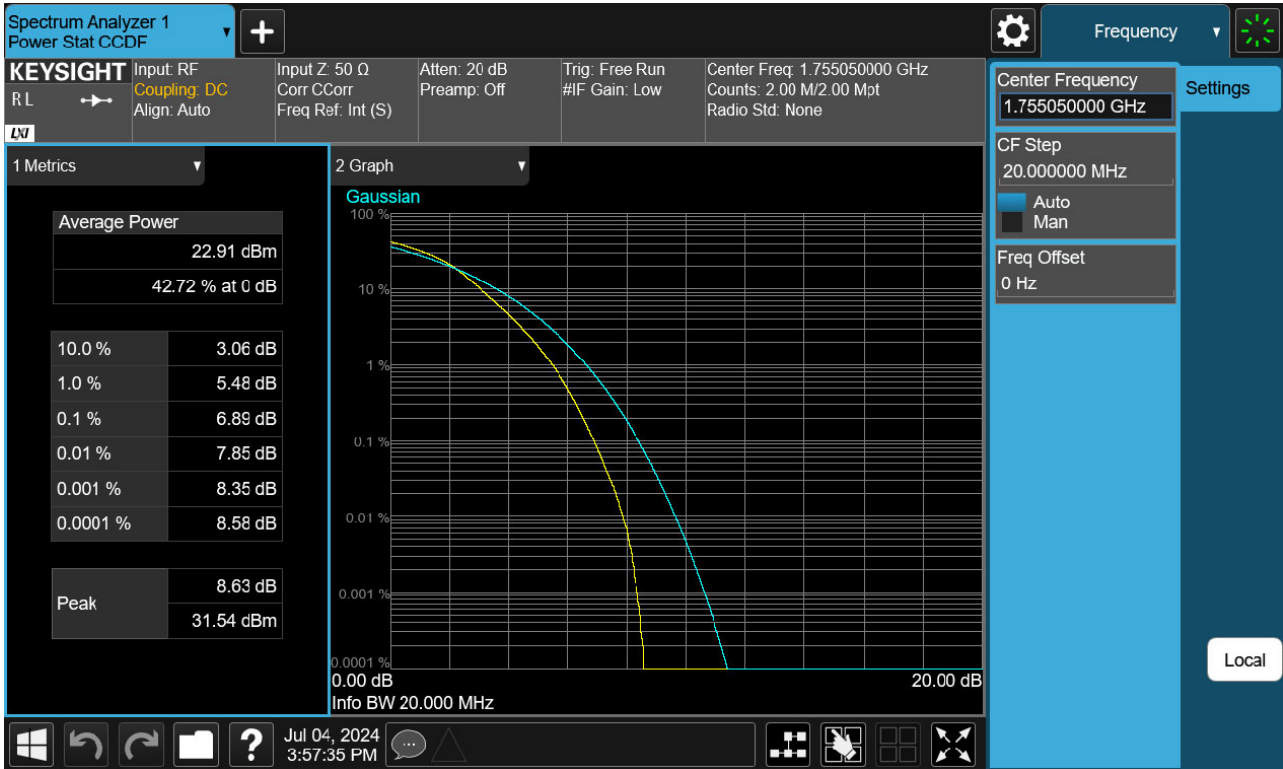 Spectrum Analyzer 1
Power Stat CCDF
Frequency
KEYSIGHT
R L
LXI
Input: RF
Coupling: DC
Align: Auto
Input Z: 50 Ω
Corr CCorr
Freq Ref: Int (S)
Atten: 20 dB
Preamp: Off
Trig: Free Run
#IF Gain: Low
Center Freq: 1.755050000 GHz
Counts: 2.00 M/2.00 Mpt
Radio Std: None
Center Frequency
1.755050000 GHz
Settings
CF Step
20.000000 MHz
Auto
Man
Freq Offset
0 Hz
Local
1 Metrics
Average Power
22.91 dBm
42.72 % at 0 dB
10.0 % 3.06 dB
1.0 % 5.48 dB
0.1 % 6.89 dB
0.01 % 7.85 dB
0.001 % 8.35 dB
0.0001 % 8.58 dB
Peak
8.63 dB
31.54 dBm
2 Graph
Gaussian
100 %
10 %
1 %
0.1 %
0.01 %
0.001 %
0.0001 %
0.00 dB 20.00 dB
Info BW 20.000 MHz
?
Jul 04, 2024
3:57:35 PM